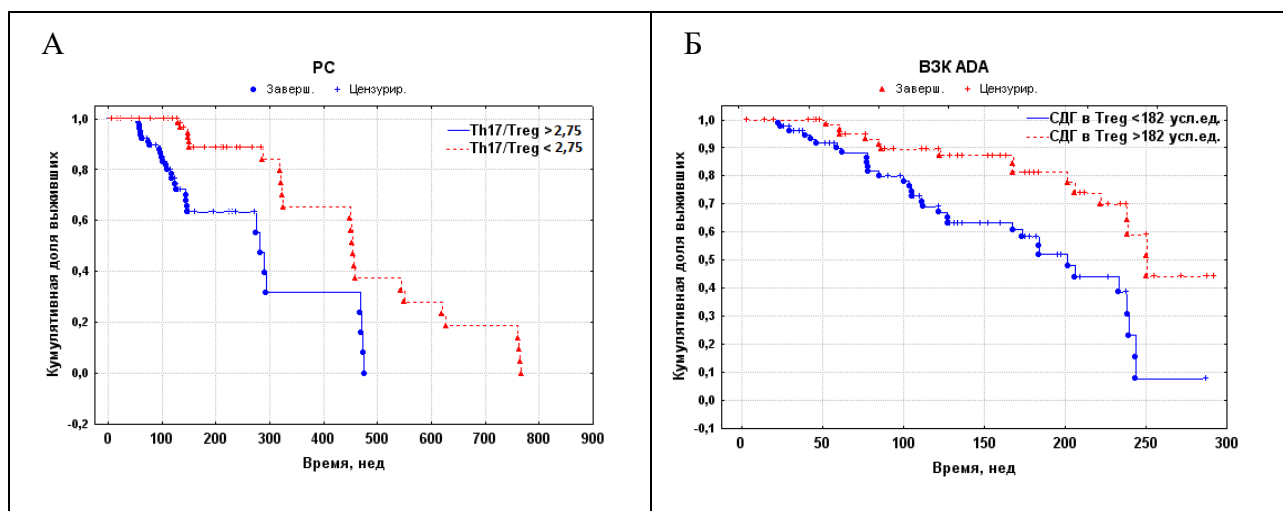 А
РС
Заверш. Цензурир.
Th17/Treg >2,75
Th17/Treg < 2,75
Кумулятивная доля выживших
1,0
0,8
0,6
0,4
0,2
0,0
-0,2
0 100 200 300 400 500 600 700 800 900
Время, нед
Б
ВЗК ADA
Заверш. Цензурир.
СДГ в Treg <182 усл.ед.
СДГ в Treg >182 усл.ед.
Кумулятивная доля выживших
1,0
0,9
0,8
0,7
0,6
0,5
0,4
0,3
0,2
0,1
0,0
-0,1
0 50 100 150 200 250 300
Время, нед